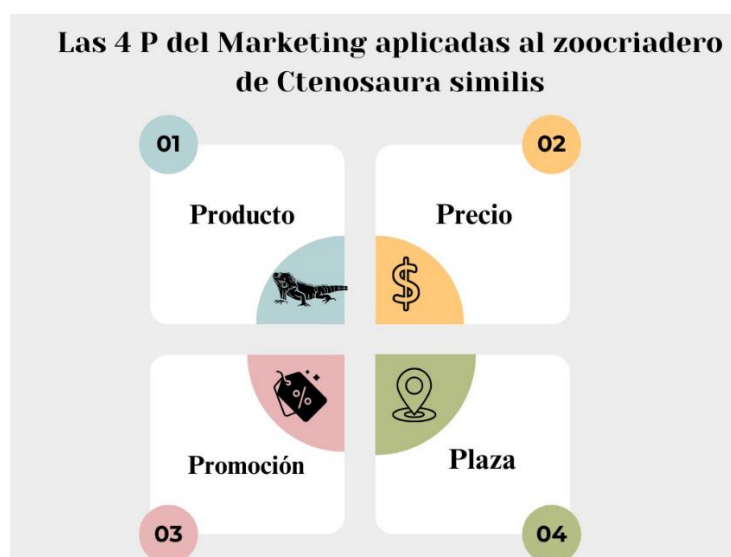 Las 4 P del Marketing aplicadas al zoocriadero
de Ctenosaura similis
01
Producto
02
Precio
$
%
Promoción
03
Plaza
04